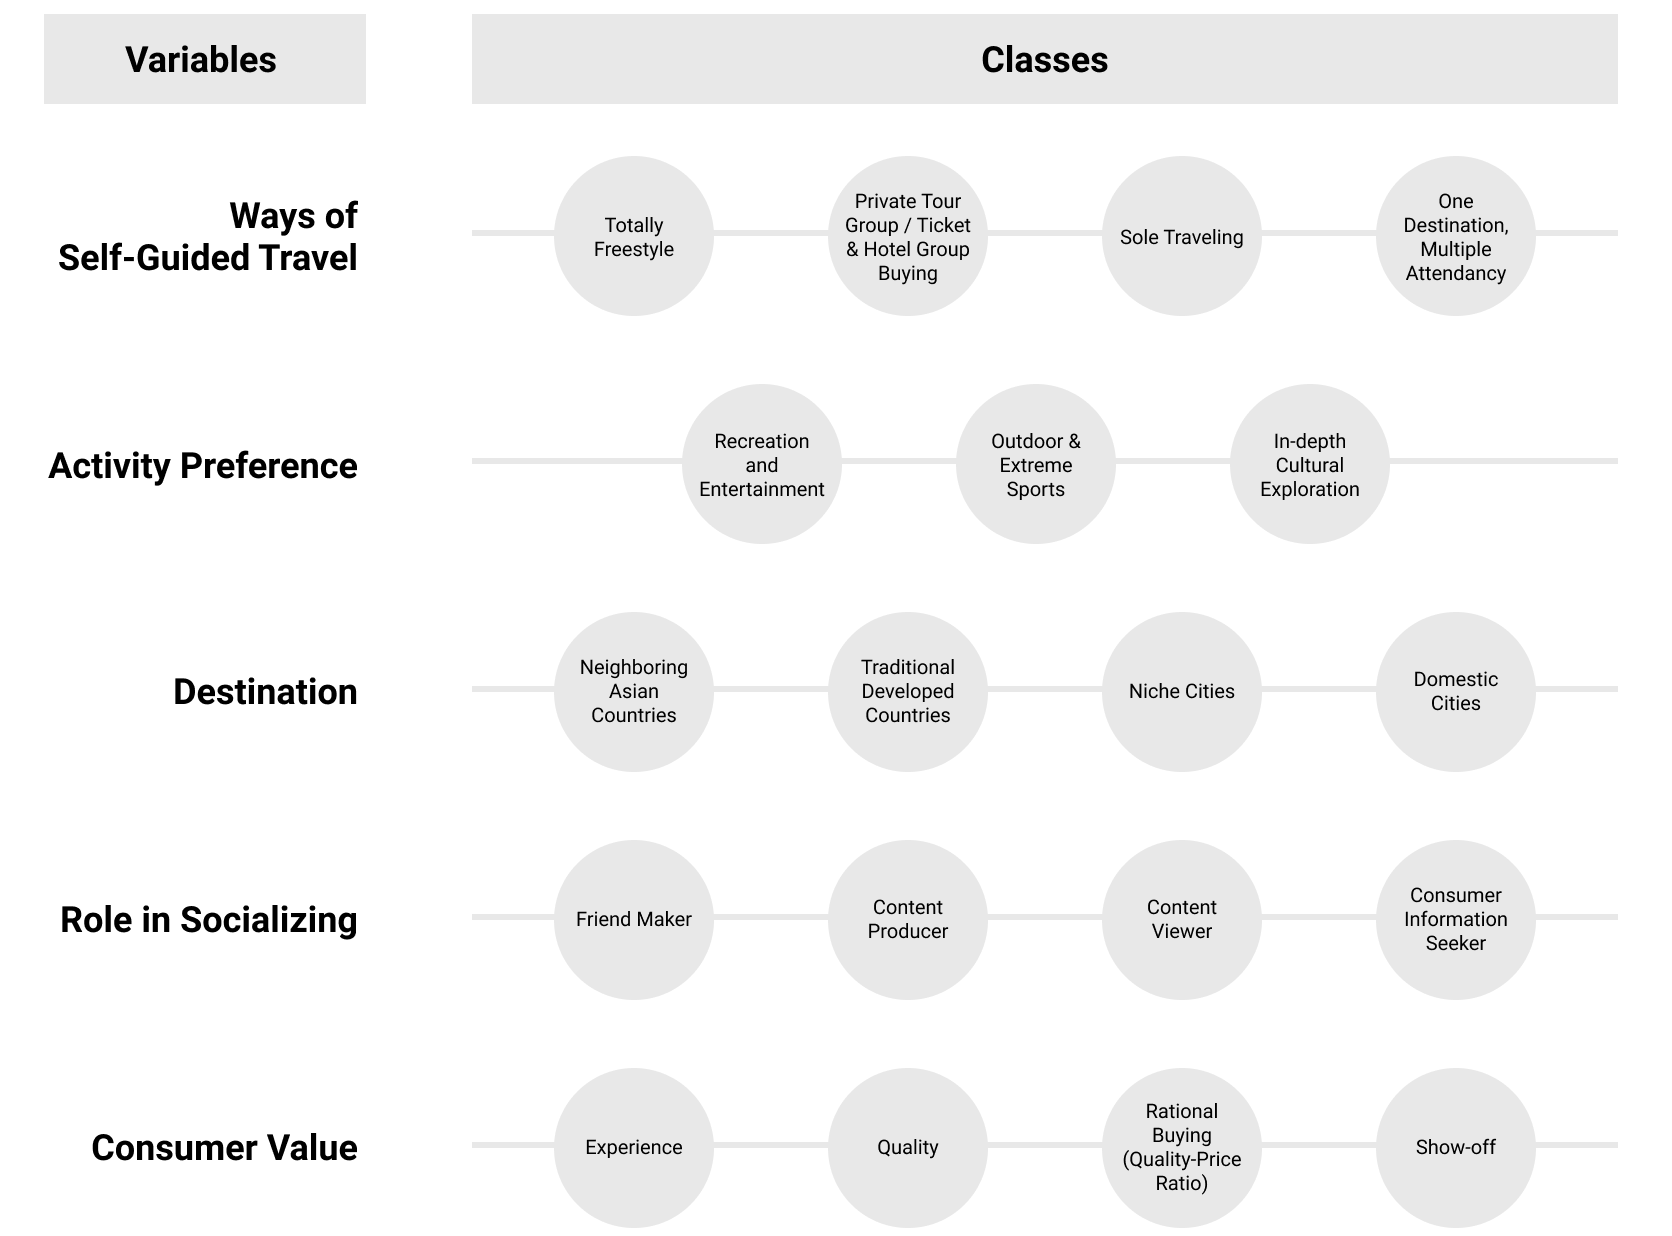 Variables
Classes
Ways of
Self-Guided Travel
Totally
Freestyle
Private Tour
Group / Ticket
& Hotel Group
Buying
Sole Traveling
One
Destination,
Multiple
Attendancy
Activity Preference
Recreation
and
Entertainment
Outdoor &
Extreme
Sports
In-depth
Cultural
Exploration
Destination
Neighboring
Asian
Countries
Traditional
Developed
Countries
Niche Cities
Domestic
Cities
Role in Socializing
Friend Maker
Content
Producer
Content
Viewer
Consumer
Information
Seeker
Consumer Value
Experience
Quality
Rational
Buying
(Quality-Price
Ratio)
Show-off